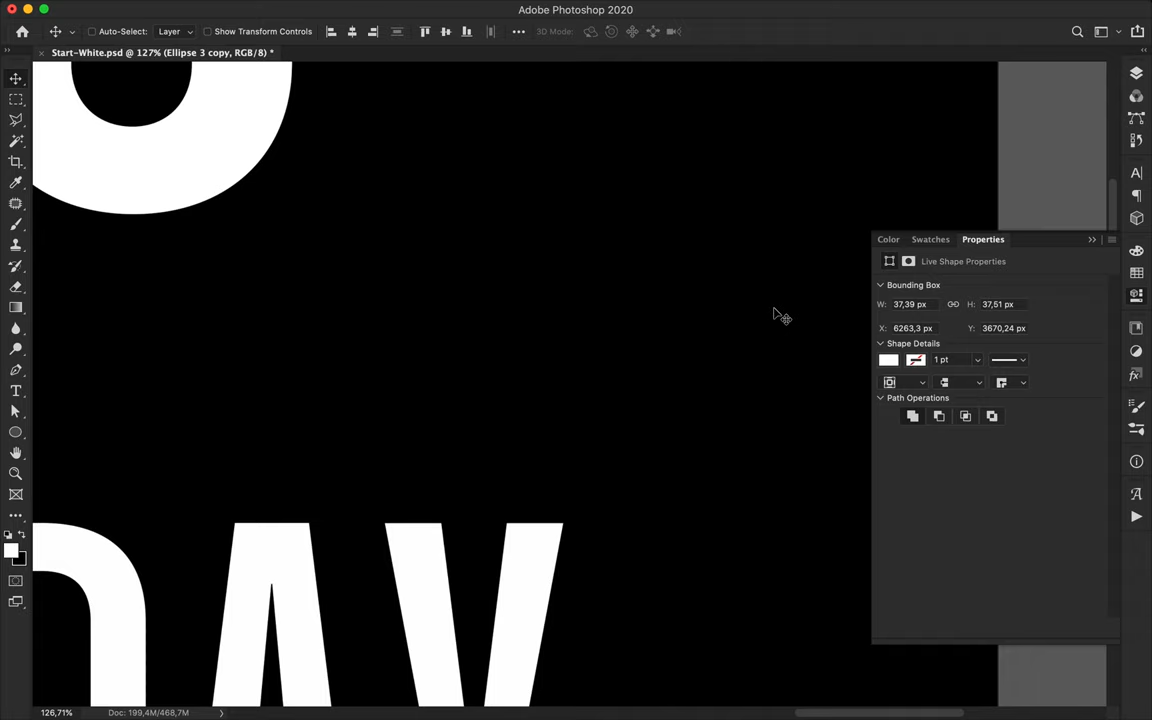 Adobe Photoshop 2020
Auto-Select: Layer Show Transform Controls 3D Mode:
Start-White.psd @ 127% (Ellipse 3 copy, RGB/8) *
Color Swatches Properties
Live Shape Properties
Bounding Box
W: 37,39 px H: 37,51 px
X: 6263,3 px Y: 3670,24 px
Shape Details
1 pt
Path Operations
DAY
126,71% Doc: 199,4M/468,7M